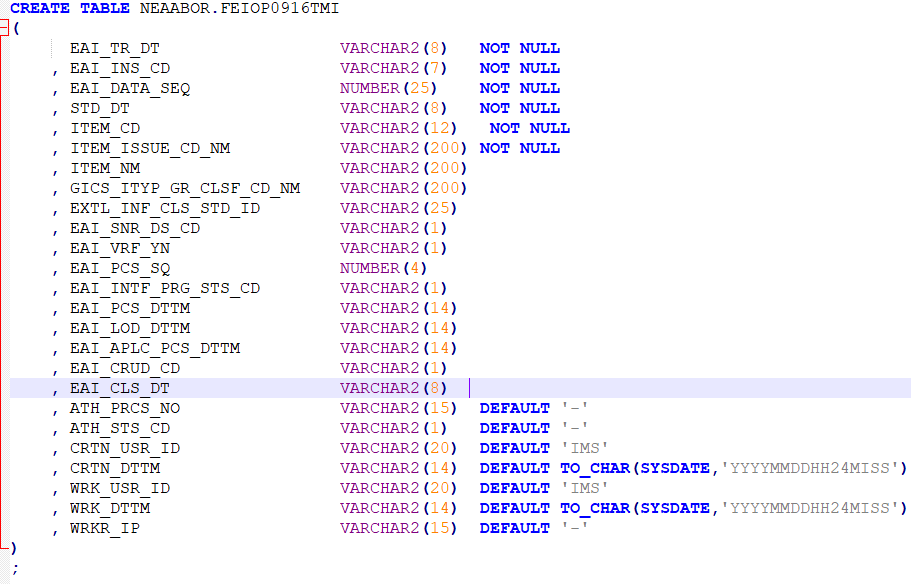 CREATE TABLE NEAABOR.FEIOP0916TMI
(
EAI_TR_DT VARCHAR2(8) NOT NULL
, EAI_INS_CD VARCHAR2(7) NOT NULL
, EAI_DATA_SEQ NUMBER(25) NOT NULL
, STD_DT VARCHAR2(8) NOT NULL
, ITEM_CD VARCHAR2(12) NOT NULL
, ITEM_ISSUE_CD_NM VARCHAR2(200) NOT NULL
, ITEM_NM VARCHAR2(200)
, GICS_ITYP_GR_CLSF_CD_NM VARCHAR2(200)
, EXTL_INF_CLS_STD_ID VARCHAR2(25)
, EAI_SNR_DS_CD VARCHAR2(1)
, EAI_VRF_YN VARCHAR2(1)
, EAI_PCS_SQ NUMBER(4)
, EAI_INTF_PRG_STS_CD VARCHAR2(1)
, EAI_PCS_DTTM VARCHAR2(14)
, EAI_LOD_DTTM VARCHAR2(14)
, EAI_APLC_PCS_DTTM VARCHAR2(14)
, EAI_CRUD_CD VARCHAR2(1)
, EAI_CLS_DT VARCHAR2(8)
, ATH_PRCS_NO VARCHAR2(15) DEFAULT '-'
, ATH_STS_CD VARCHAR2(1) DEFAULT '-'
, CRTN_USR_ID VARCHAR2(20) DEFAULT 'IMS'
, CRTN_DTTM VARCHAR2(14) DEFAULT TO_CHAR(SYSDATE,'YYYYMMDDHH24MISS')
, WRK_USR_ID VARCHAR2(20) DEFAULT 'IMS'
, WRK_DTTM VARCHAR2(14) DEFAULT TO_CHAR(SYSDATE,'YYYYMMDDHH24MISS')
, WRKR_IP VARCHAR2(15) DEFAULT '-'
)
;